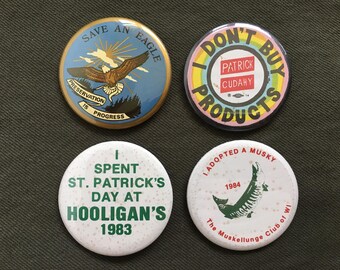 SAVE AN EAGLE
PRESERVATION
IS PROGRESS
I DON'T BUY
PATRICK
CUDAHY
PRODUCTS
I
SPENT
ST. PATRICK'S
DAY AT
HOOLIGAN'S
1983
I ADOPTED A MUSKY
1984
The Muskellunge Club of WI